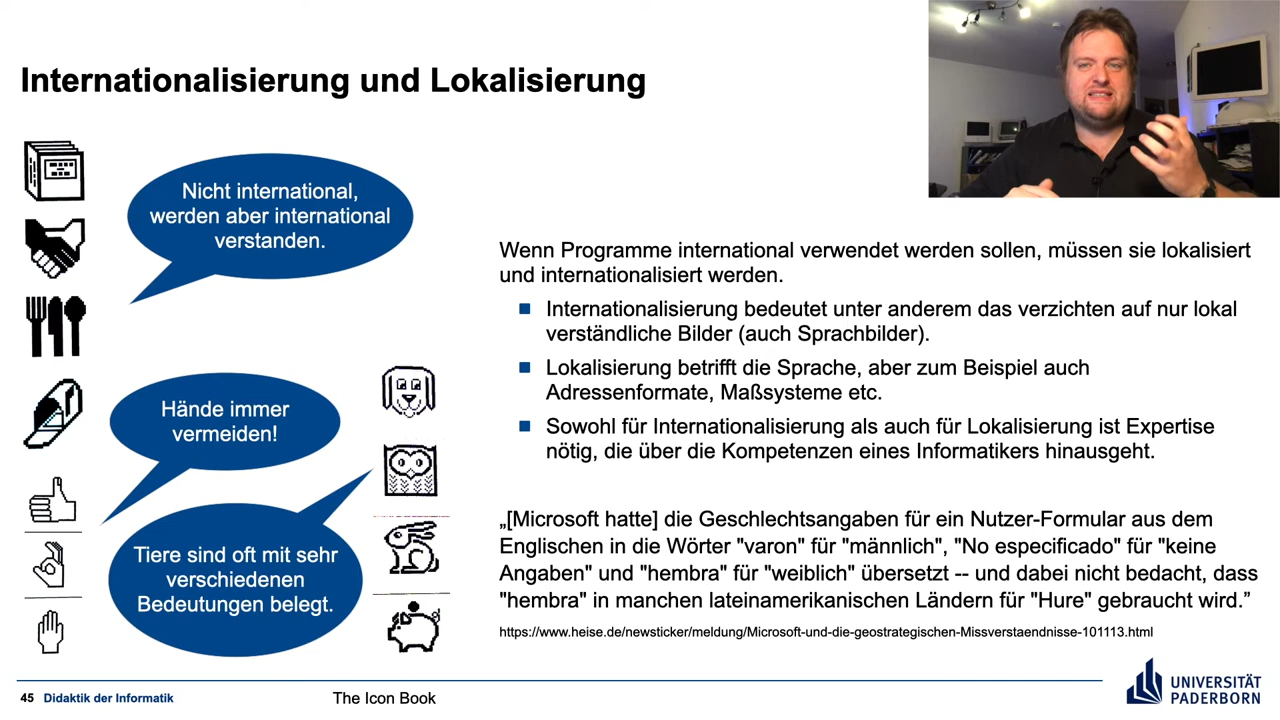 Internationalisierung und Lokalisierung
Nicht international,
werden aber international
verstanden.
Hände immer
vermeiden!
Tiere sind oft mit sehr
verschiedenen
Bedeutungen belegt.
Wenn Programme international verwendet werden sollen, müssen sie lokalisiert
und internationalisiert werden.
Internationalisierung bedeutet unter anderem das verzichten auf nur lokal
verständliche Bilder (auch Sprachbilder).
Lokalisierung betrifft die Sprache, aber zum Beispiel auch
Adressenformate, Maßsysteme etc.
Sowohl für Internationalisierung als auch für Lokalisierung ist Expertise
nötig, die über die Kompetenzen eines Informatikers hinausgeht.
„[Microsoft hatte] die Geschlechtsangaben für ein Nutzer-Formular aus dem
Englischen in die Wörter "varon" für "männlich", "No especificado" für "keine
Angaben" und "hembra" für "weiblich" übersetzt -- und dabei nicht bedacht, dass
"hembra" in manchen lateinamerikanischen Ländern für "Hure" gebraucht wird.”
https://www.heise.de/newsticker/meldung/Microsoft-und-die-geostrategischen-Missverstaendnisse-101113.html
45 Didaktik der Informatik
The Icon Book
UNIVERSITÄT
PADERBORN